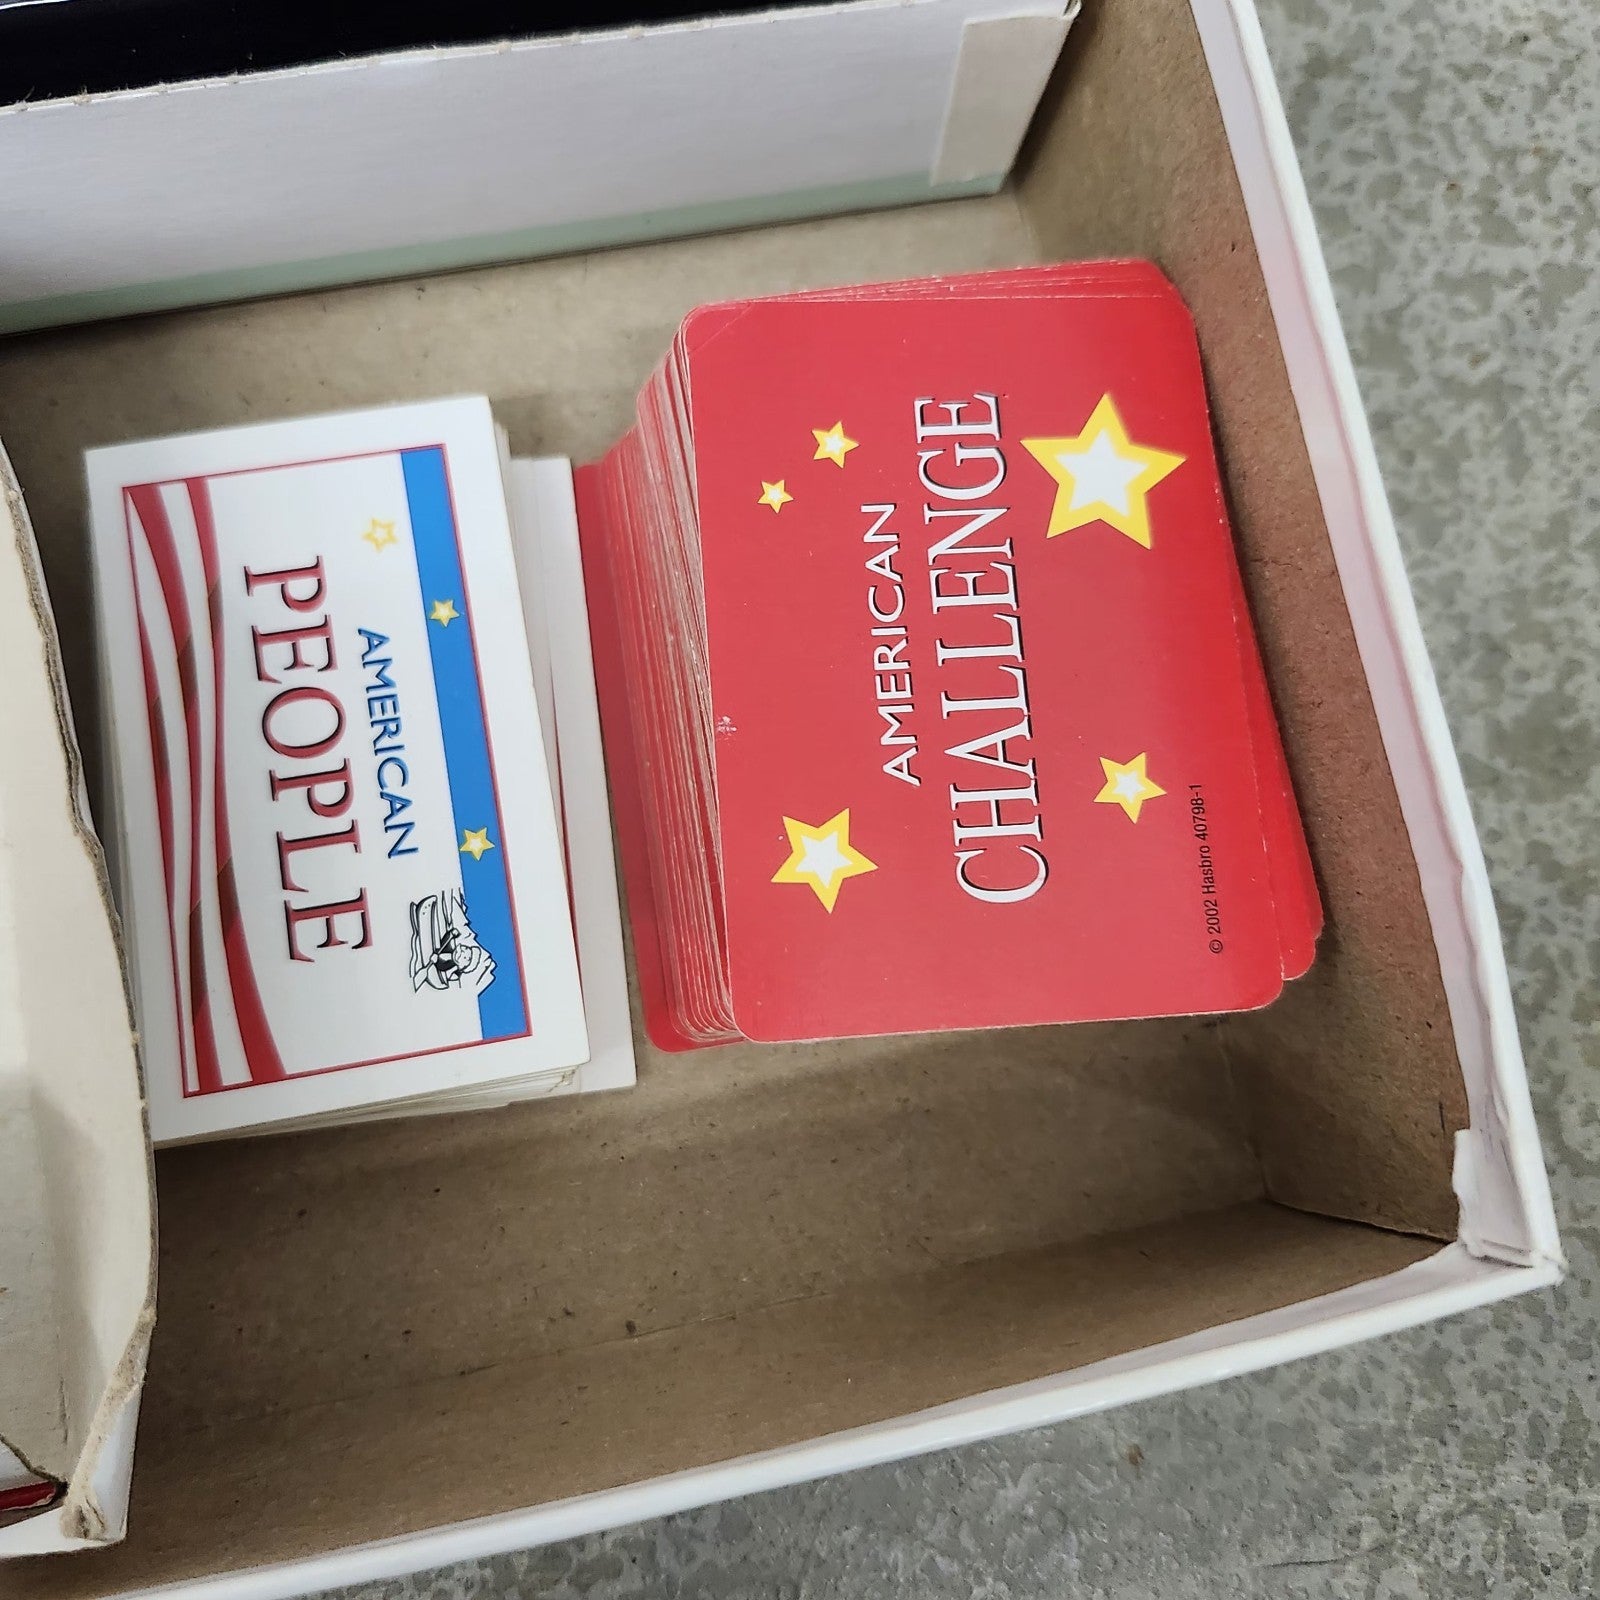 AMERICAN
PEOPLE
AMERICAN
CHALLENGE
© 2002 Hasbro 40798-1